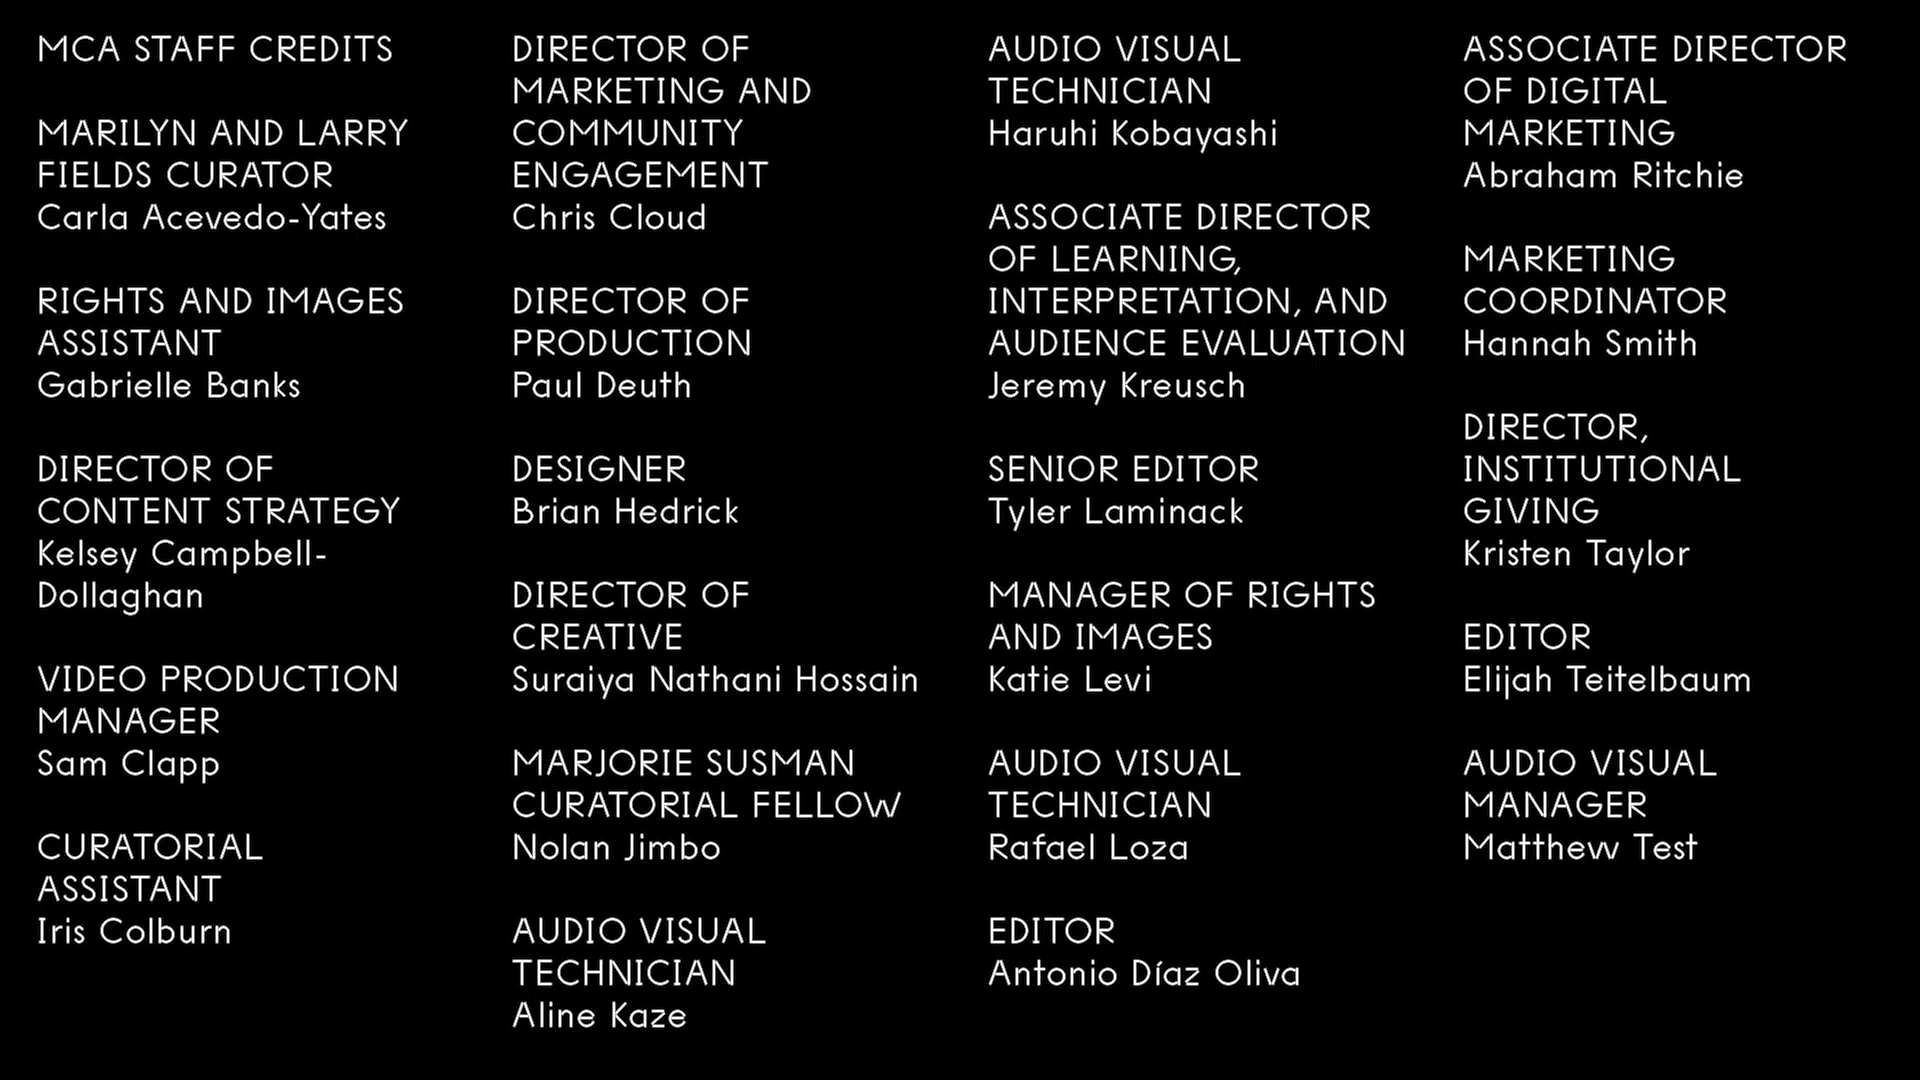 MCA STAFF CREDITS
MARILYN AND LARRY
FIELDS CURATOR
Carla Acevedo-Yates
RIGHTS AND IMAGES
ASSISTANT
Gabrielle Banks
DIRECTOR OF
CONTENT STRATEGY
Kelsey Campbell-
Dollaghan
VIDEO PRODUCTION
MANAGER
Sam Clapp
CURATORIAL
ASSISTANT
Iris Colburn
DIRECTOR OF
MARKETING AND
COMMUNITY
ENGAGEMENT
Chris Cloud
DIRECTOR OF
PRODUCTION
Paul Deuth
DESIGNER
Brian Hedrick
DIRECTOR OF
CREATIVE
Suraiya Nathani Hossain
MARJORIE SUSMAN
CURATORIAL FELLOW
Nolan Jimbo
AUDIO VISUAL
TECHNICIAN
Aline Kaze
AUDIO VISUAL
TECHNICIAN
Haruhi Kobayashi
ASSOCIATE DIRECTOR
OF LEARNING,
INTERPRETATION, AND
AUDIENCE EVALUATION
Jeremy Kreusch
SENIOR EDITOR
Tyler Laminack
MANAGER OF RIGHTS
AND IMAGES
Katie Levi
AUDIO VISUAL
TECHNICIAN
Rafael Loza
EDITOR
Antonio Díaz Oliva
ASSOCIATE DIRECTOR
OF DIGITAL
MARKETING
Abraham Ritchie
MARKETING
COORDINATOR
Hannah Smith
DIRECTOR,
INSTITUTIONAL
GIVING
Kristen Taylor
EDITOR
Elijah Teitelbaum
AUDIO VISUAL
MANAGER
Matthew Test